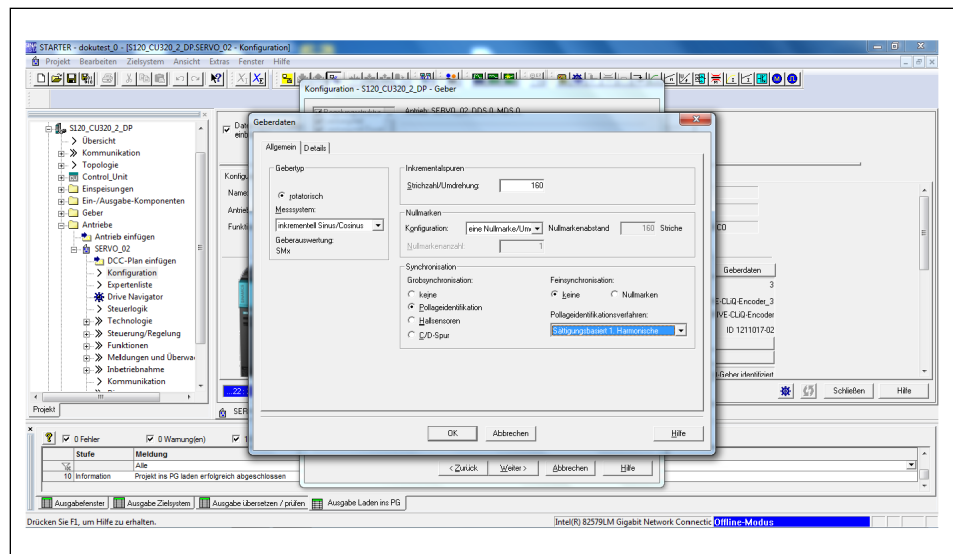 STARTER - dokutest_0 - [S120_CU320_2_DP.SERVO_02 - Konfiguration]
Projekt Bearbeiten Zielsystem Ansicht Extras Fenster Hilfe
Konfiguration - S120_CU320_2_DP - Geber
Antrieb: SERVO_02, DDS 0, MDS 0
Geberdaten
Allgemein Details
S120_CU320_2_DP
Übersicht
Kommunikation
Topologie
Control_Unit
Einspeisungen
Ein-/Ausgabe-Komponenten
Geber
Antriebe
Antrieb einfügen
SERVO_02
DCC-Plan einfügen
Konfiguration
Expertenliste
Drive Navigator
Steuerlogik
Technologie
Steuerung/Regelung
Funktionen
Meldungen und Überwa
Inbetriebnahme
Kommunikation
Projekt
Gebertyp
rotatorisch
Messsystem:
inkrementell Sinus/Cosinus
Geberauswertung:
SMx
Inkrementalspuren
Strichzahl/Umdrehung: 160
Nullmarken
Konfiguration: eine Nullmarke/Um Nullmarkenabstand 160 Striche
Nullmarkenanzahl: 1
Synchronisation
Grobsynchronisation: Feinsynchronisation:
keine keine Nullmarken
Pollageidentifikation
Hallsensoren
C/D-Spur
Pollageidentifikationsverfahren:
Sättigungsbasiert 1. Harmonische
OK Abbrechen Hilfe
Geberdaten
3
ID 1211017-02
Schließen Hilfe
< Zurück Weiter > Abbrechen Hilfe
0 Fehler 0 Warnung(en)
Stufe Meldung
Alle
10 Information Projekt ins PG laden erfolgreich abgeschlossen
Ausgabefenster Ausgabe Zielsystem Ausgabe übersetzen / prüfen Ausgabe Laden ins PG
Drücken Sie F1, um Hilfe zu erhalten. Intel(R) 82579LM Gigabit Network Connectic Offline-Modus